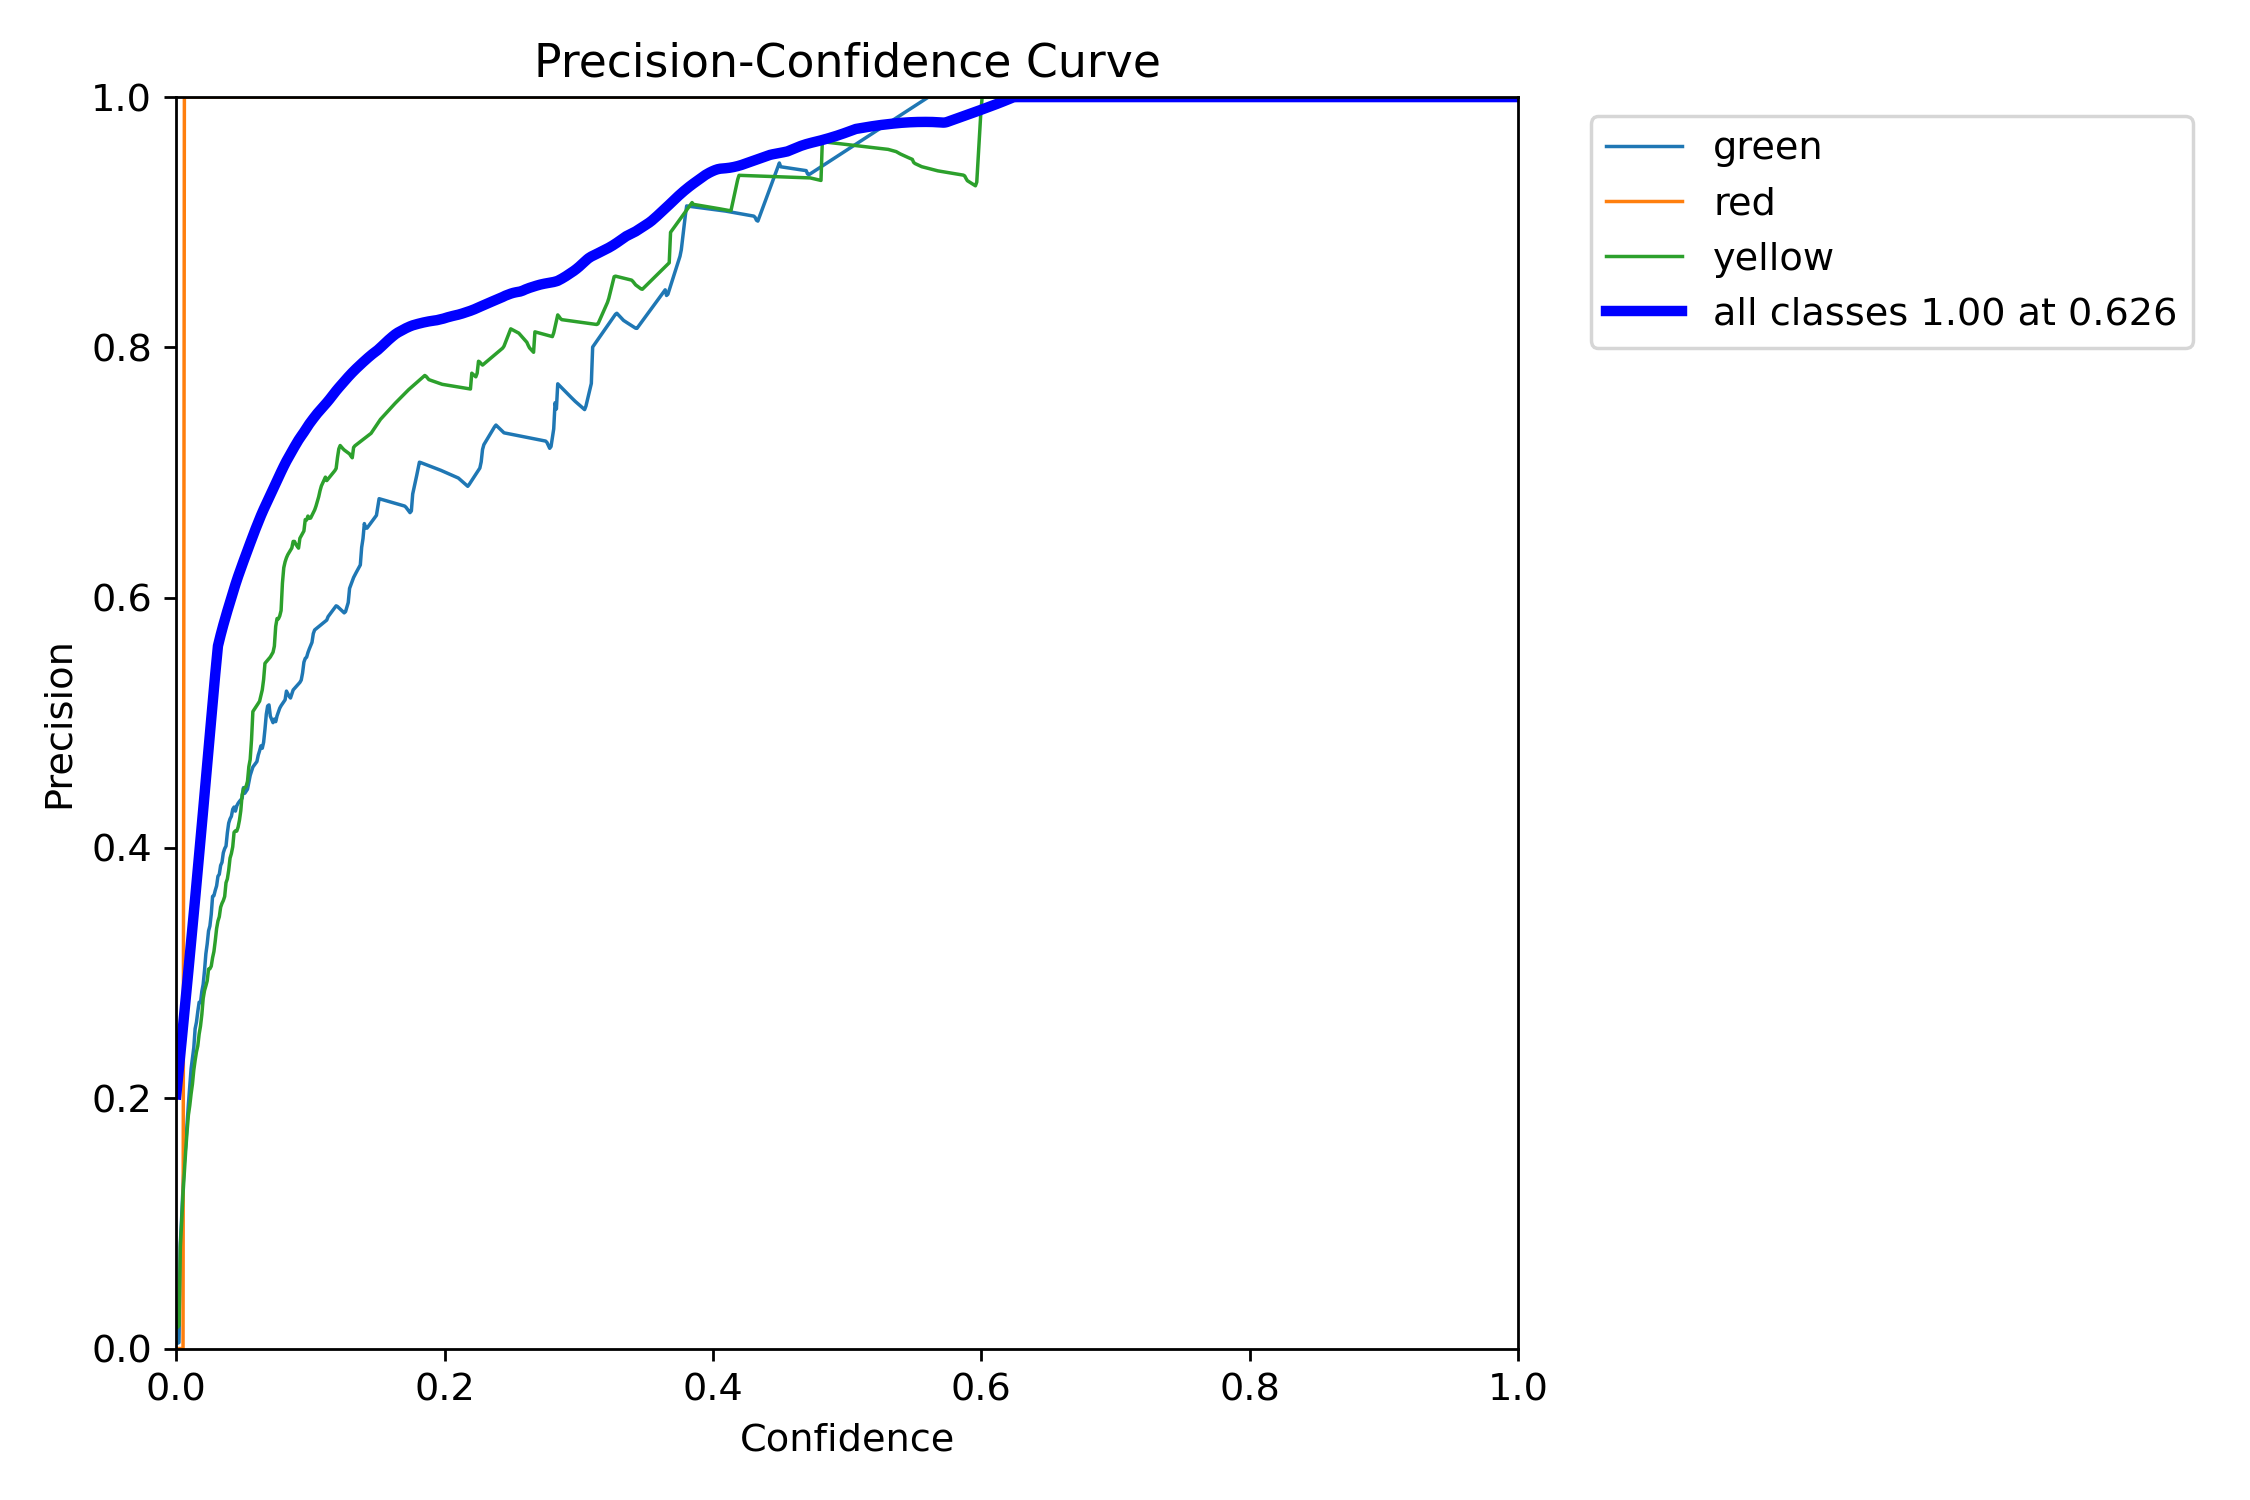 Precision-Confidence Curve
1.0
0.8
0.6
0.4
0.2
0.0
Precision
0.0 0.2 0.4 0.6 0.8 1.0
Confidence
green
red
yellow
all classes 1.00 at 0.626